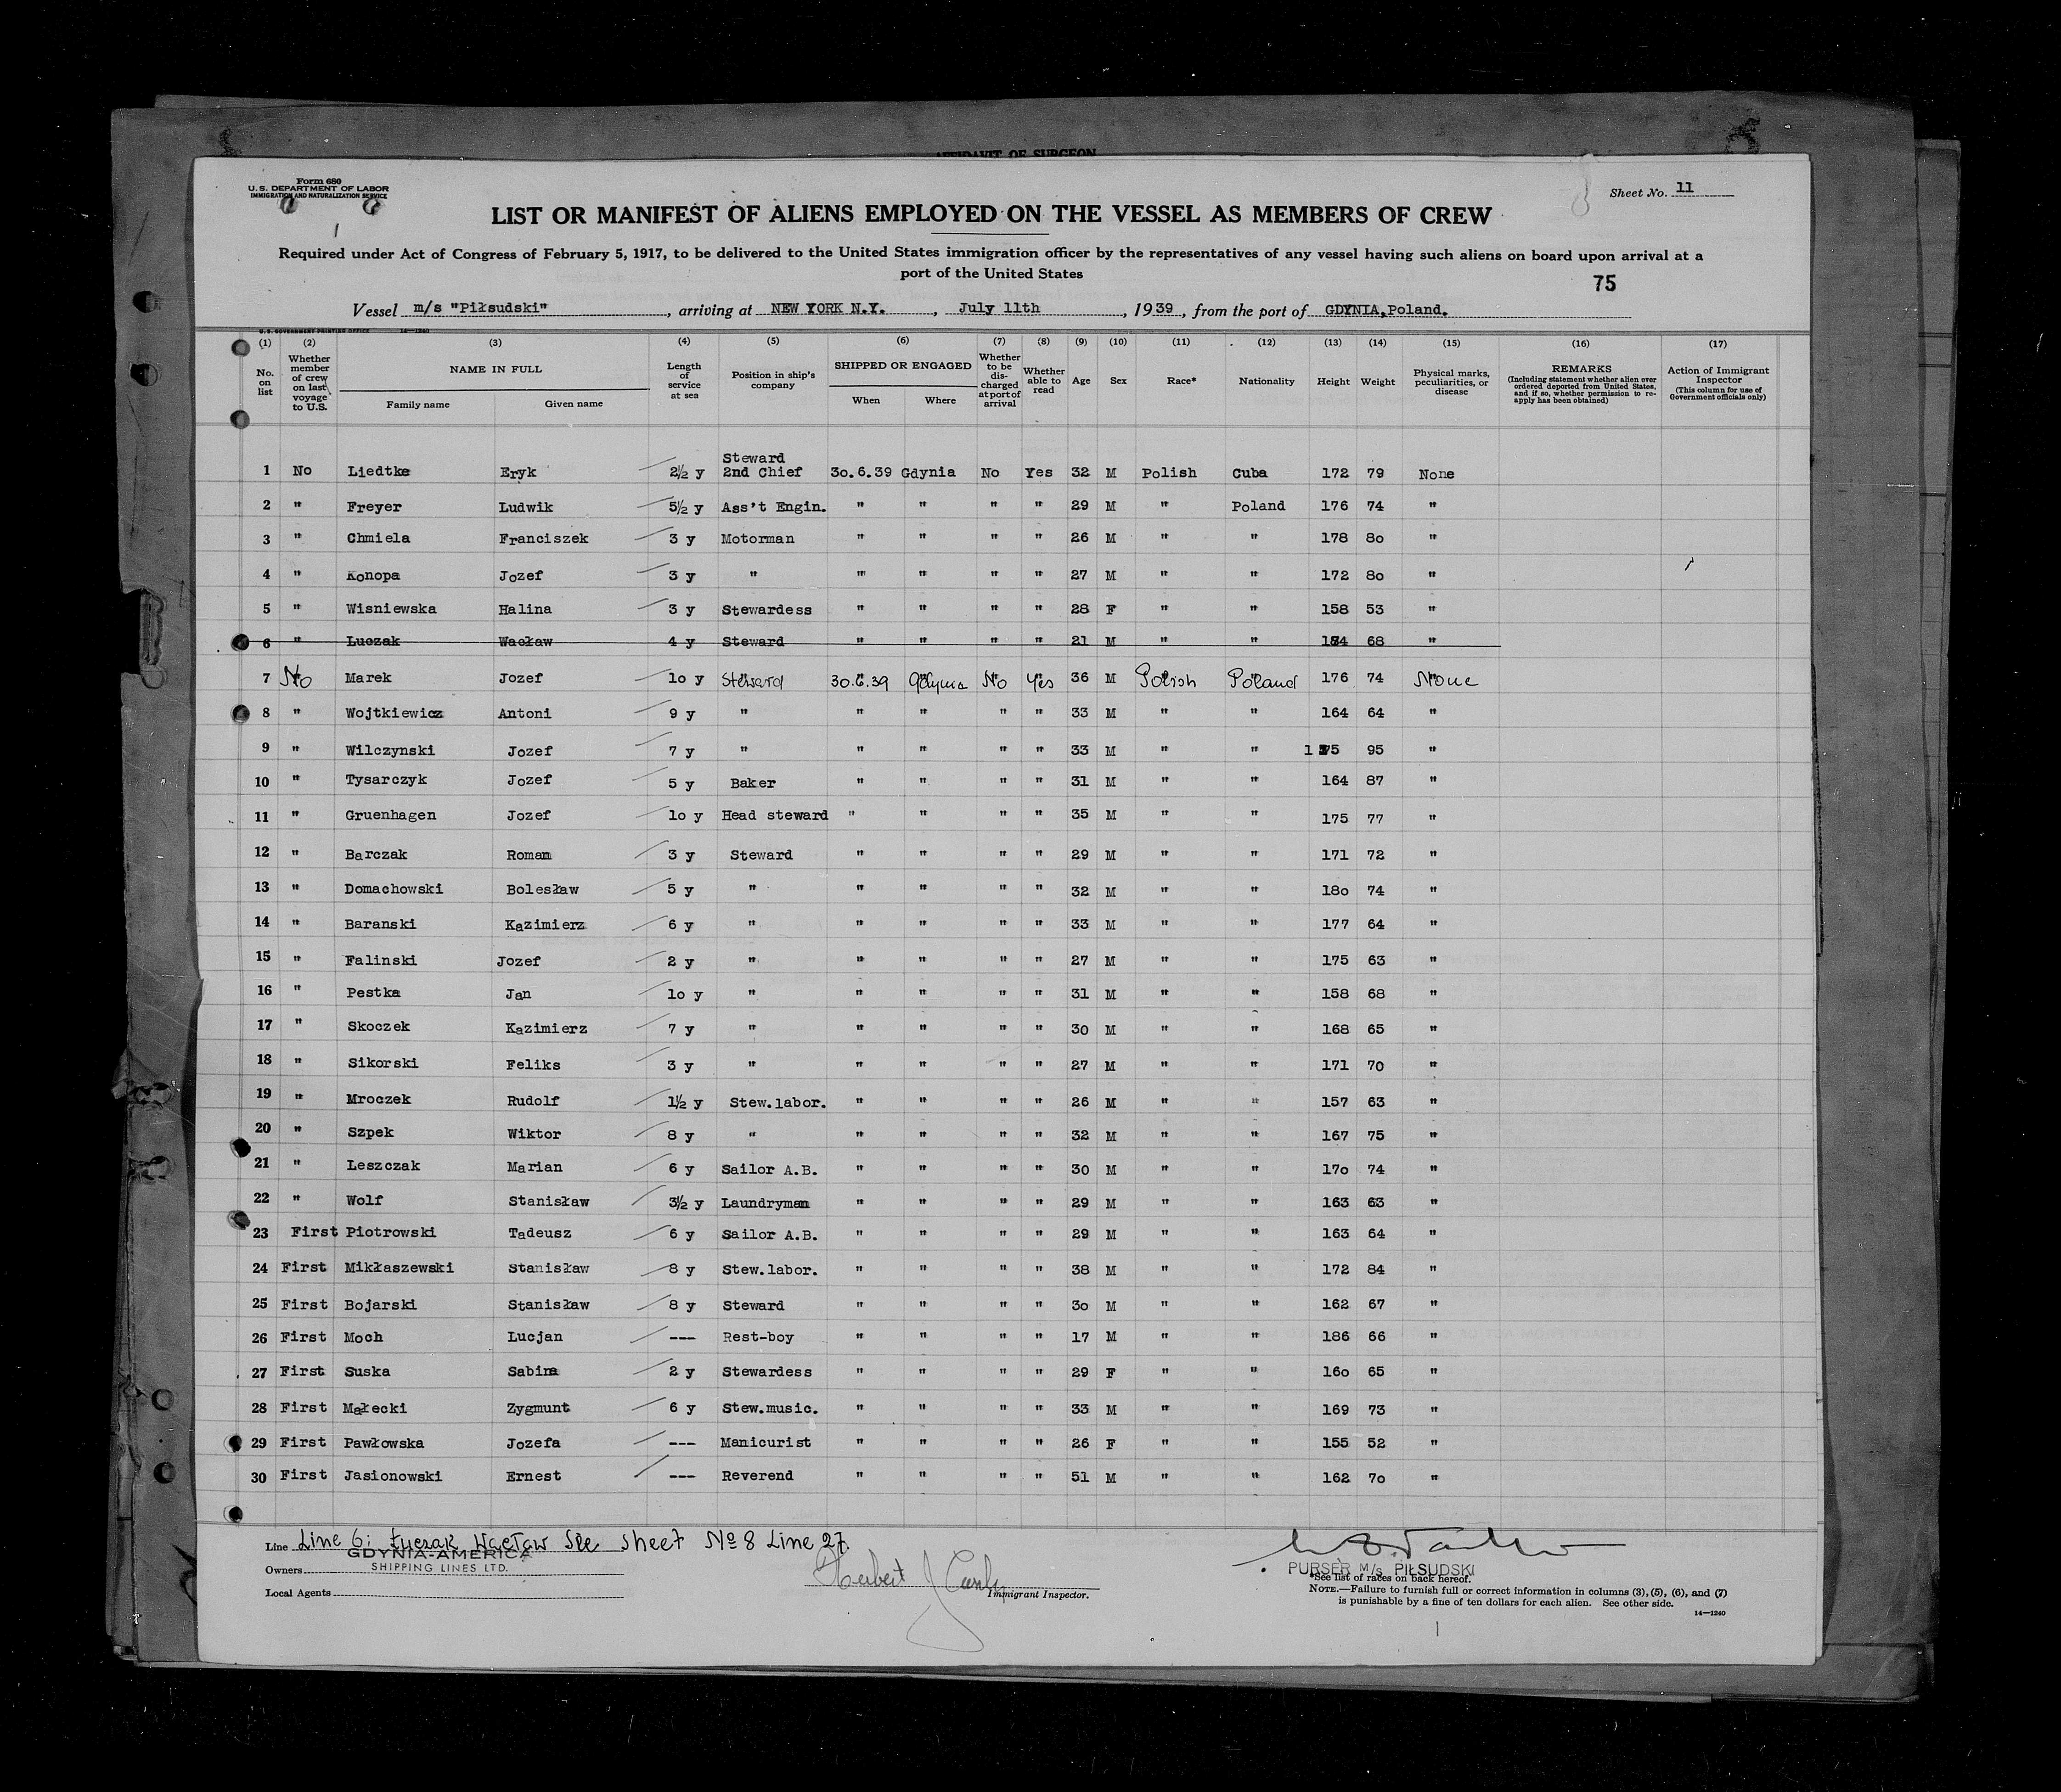 AFFIDAVIT OF SURGEON
Form 680
U. S. DEPARTMENT OF LABOR
IMMIGRATION AND NATURALIZATION SERVICE
Sheet No. 11
LIST OR MANIFEST OF ALIENS EMPLOYED ON THE VESSEL AS MEMBERS OF CREW
Required under Act of Congress of February 5, 1917, to be delivered to the United States immigration officer by the representatives of any vessel having such aliens on board upon arrival at a
port of the United States
75
Vessel m/s "Piłsudski", arriving at NEW YORK N.Y., July 11th, 1939, from the port of GDYNIA,Poland.
U. S. GOVERNMENT PRINTING OFFICE 14—1240
(1) (2) (3) (4) (5) (6) (7) (8) (9) (10) (11) (12) (13) (14) (15) (16) (17)
No. on list Whether member of crew on last voyage to U.S. NAME IN FULL Family name Given name Length of service at sea Position in ship's company SHIPPED OR ENGAGED When Where Whether to be discharged at port of arrival Whether able to read Age Sex Race* Nationality Height Weight Physical marks, peculiarities, or disease REMARKS (Including statement whether alien ever ordered deported from United States, and if so, whether permission to reapply has been obtained) Action of Immigrant Inspector (This column for use of Government officials only)
1 No Liedtke Eryk 2½ y Steward 2nd Chief 30.6.39 Gdynia No Yes 32 M Polish Cuba 172 79 None
2 " Freyer Ludwik 5½ y Ass't Engin. " " " " 29 M " Poland 176 74 "
3 " Chmiela Franciszek 3 y Motorman " " " " 26 M " " 178 80 "
4 " Konopa Jozef 3 y " " " " " 27 M " " 172 80 "
5 " Wisniewska Halina 3 y Stewardess " " " " 28 F " " 158 53 "
6 " Luczak Wacław 4 y Steward " " " " 21 M " " 68 "
7 No Marek Jozef 10 y Steward 30.6.39 Gdynia No Yes 36 M Polish Poland 176 74 None
8 " Wojtkiewicz Antoni 9 y " " " " " 33 M " " 164 64 "
9 " Wilczynski Jozef 7 y " " " " " 33 M " " 175 95 "
10 " Tysarczyk Jozef 5 y Baker " " " " 31 M " " 164 87 "
11 " Gruenhagen Jozef 10 y Head steward " " " " 35 M " " 175 77 "
12 " Barczak Roman 3 y Steward " " " " 29 M " " 171 72 "
13 " Domachowski Bolesław 5 y " " " " " 32 M " " 180 74 "
14 " Baranski Kazimierz 6 y " " " " " 33 M " " 177 64 "
15 " Falinski Jozef 2 y " " " " " 27 M " " 175 63 "
16 " Pestka Jan 10 y " " " " " 31 M " " 158 68 "
17 " Skoczek Kazimierz 7 y " " " " " 30 M " " 168 65 "
18 " Sikorski Feliks 3 y " " " " " 27 M " " 171 70 "
19 " Mroczek Rudolf 1½ y Stew.labor. " " " " 26 M " " 157 63 "
20 " Szpek Wiktor 8 y " " " " " 32 M " " 167 75 "
21 " Leszczak Marian 6 y Sailor A.B. " " " " 30 M " " 170 74 "
22 " Wolf Stanisław 3½ y Laundryman " " " " 29 M " " 163 63 "
23 First Piotrowski Tadeusz 6 y Sailor A.B. " " " " 29 M " " 163 64 "
24 First Mikłaszewski Stanisław 8 y Stew.labor. " " " " 38 M " " 172 84 "
25 First Bojarski Stanisław 8 y Steward " " " " 30 M " " 162 67 "
26 First Moch Lucjan --- Rest-boy " " " " 17 M " " 186 66 "
27 First Suska Sabina 2 y Stewardess " " " " 29 F " " 160 65 "
28 First Małecki Zygmunt 6 y Stew.music. " " " " 33 M " " 169 73 "
29 First Pawłowska Jozefa --- Manicurist " " " " 26 F " " 155 52 "
30 First Jasionowski Ernest --- Reverend " " " " 51 M " " 162 70 "
Line Line 6: Łuczak Wacław See sheet No 8 Line 27.
GDYNIA-AMERICA
Owners SHIPPING LINES LTD.
Local Agents
Herbert J
Immigrant Inspector.
PURSER M/s PIŁSUDSKI
*See list of races on back hereof.
NOTE.—Failure to furnish full or correct information in columns (3), (5), (6), and (7)
is punishable by a fine of ten dollars for each alien. See other side.
14—1240